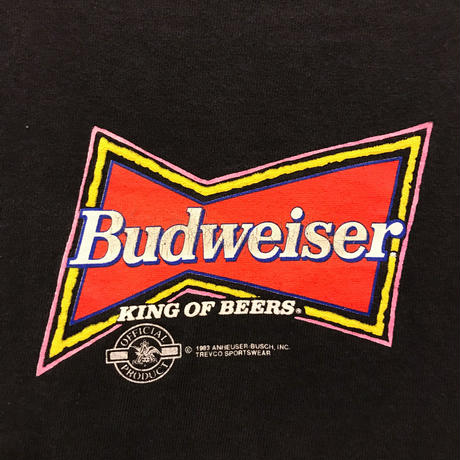 Budweiser
KING OF BEERS®
OFFICIAL
PRODUCT
© 1993 ANHEUSER-BUSCH, INC.
TREVCO SPORTSWEAR